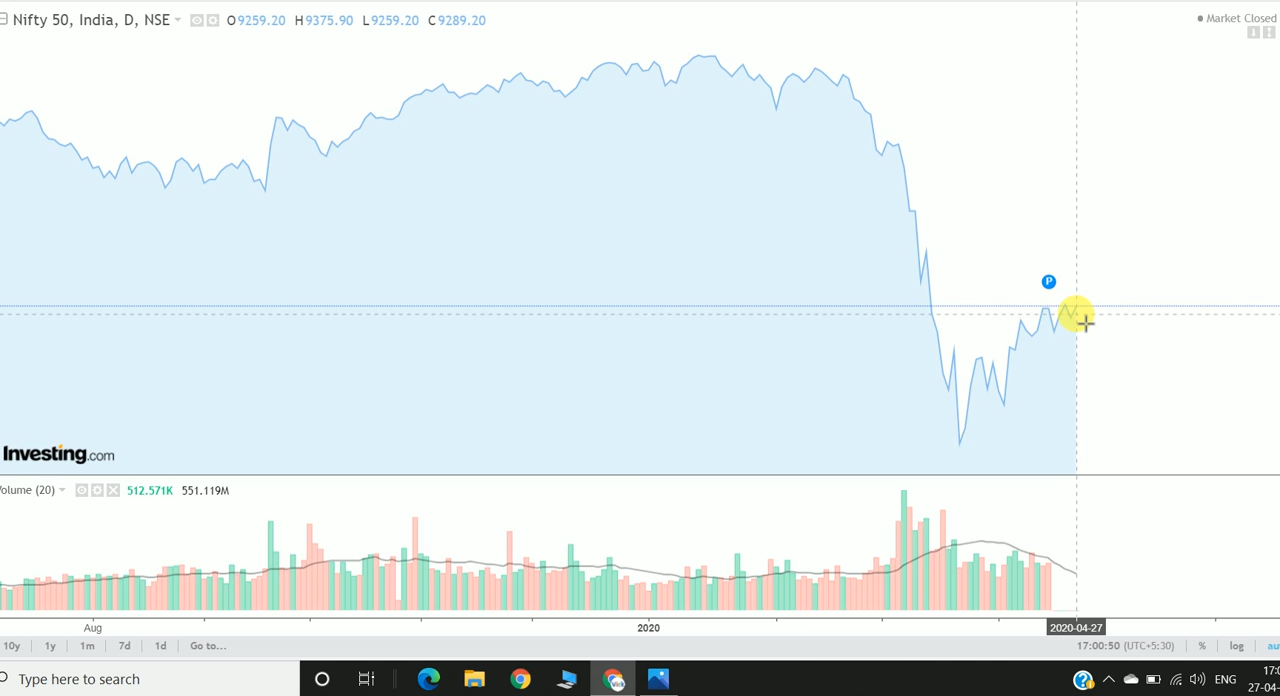 Nifty 50, India, D, NSE O9259.20 H9375.90 L9259.20 C9289.20
Market Closed
P
Investing.com
Volume (20) 512.571K 551.119M
Aug 2020 2020-04-27
10y 1y 1m 7d 1d Go to... 17:00:50 (UTC+5:30) % log
Type here to search
ENG